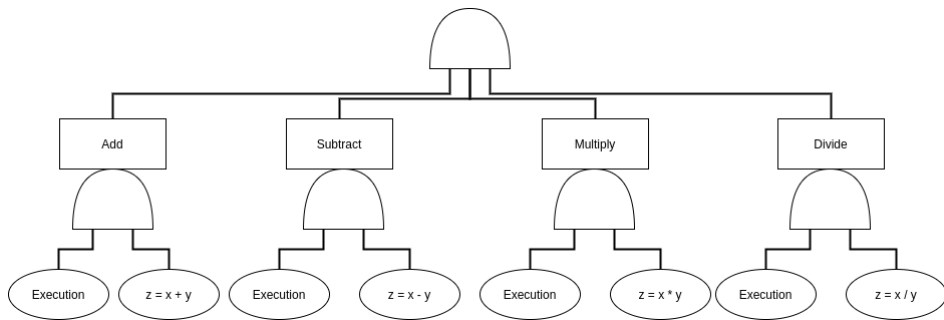 Add
Subtract
Multiply
Divide
Execution
z = x + y
Execution
z = x - y
Execution
z = x * y
Execution
z = x / y